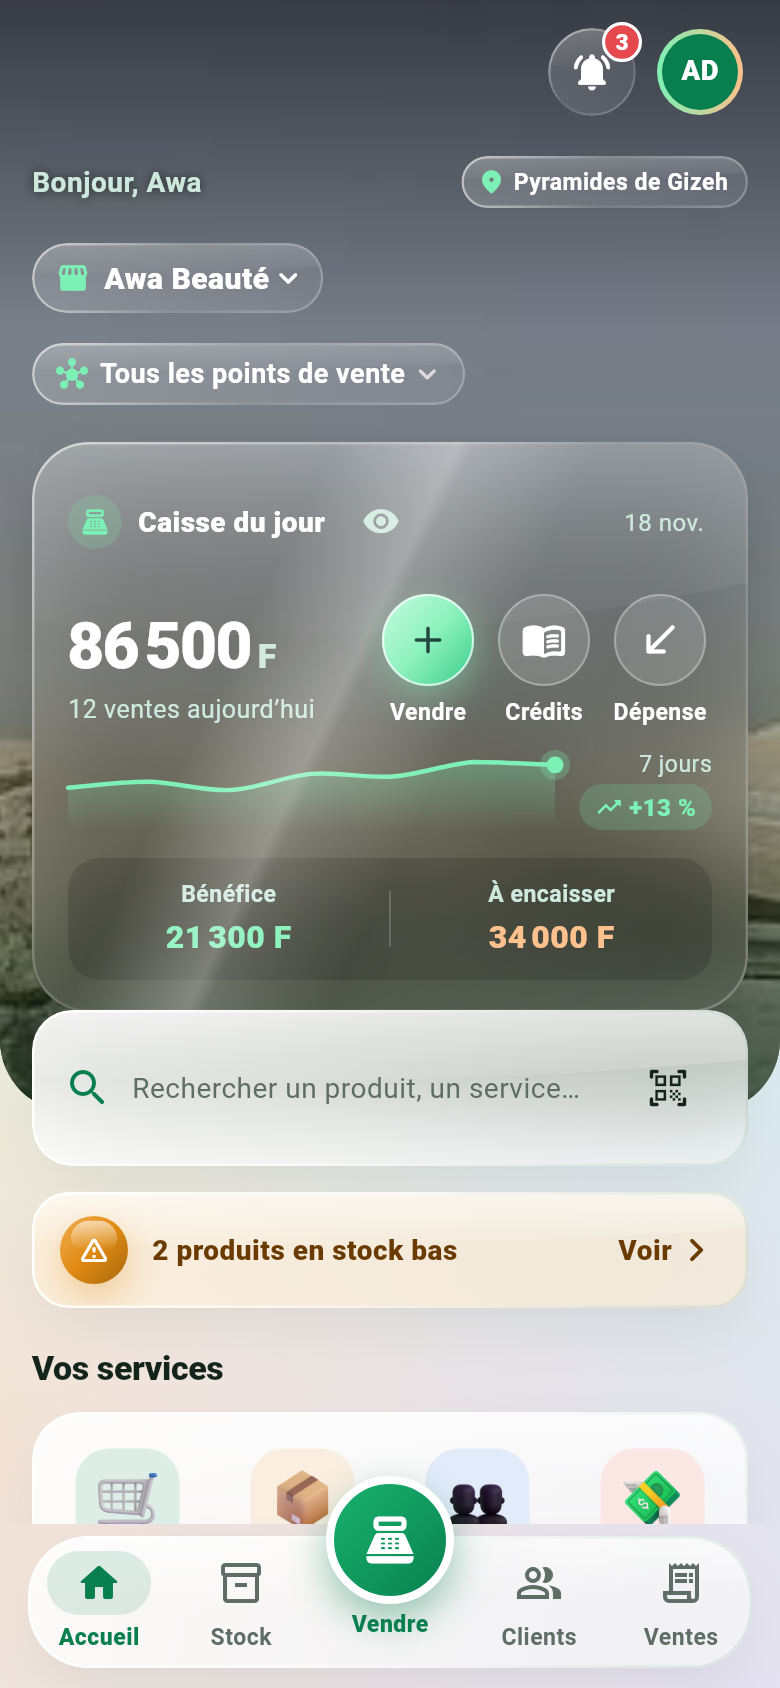 3
AD
Bonjour, Awa
Pyramides de Gizeh
Awa Beauté
Tous les points de vente
Caisse du jour
18 nov.
86 500 F
12 ventes aujourd’hui
Vendre
Crédits
Dépense
7 jours
+13 %
Bénéfice
À encaisser
21 300 F
34 000 F
Rechercher un produit, un service…
2 produits en stock bas
Voir
Vos services
Accueil
Stock
Vendre
Clients
Ventes